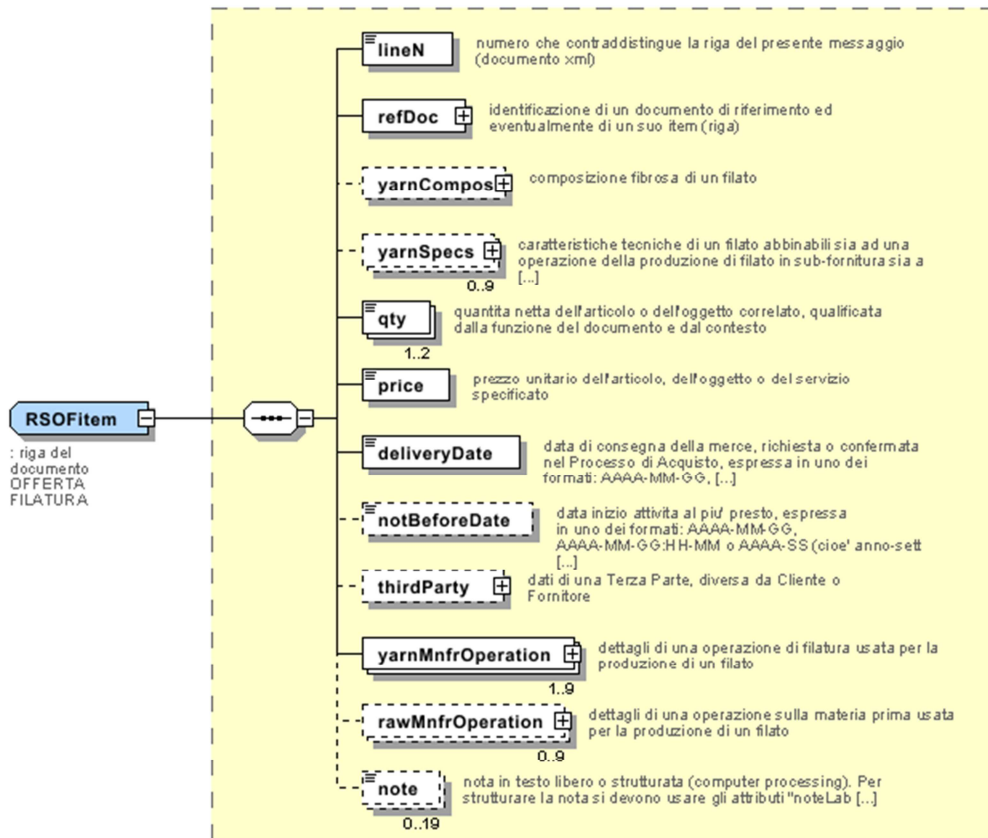 lineN
numero che contraddistingue la riga del presente messaggio
(documento xml)
refDoc
identificazione di un documento di riferimento ed
eventualmente di un suo item (riga)
yarnCompos
composizione fibrosa di un filato
yarnSpecs
0..9
caratteristiche tecniche di un filato abbinabili sia ad una
operazione della produzione di filato in sub-fornitura sia a
[...]
qty
1..2
quantita netta dell'articolo o dell'oggetto correlato, qualificata
dalla funzione del documento e dal contesto
price
prezzo unitario dell'articolo, dell'oggetto o del servizio
specificato
RSOFitem
: riga del
documento
OFFERTA
FILATURA
deliveryDate
data di consegna della merce, richiesta o confermata
nel Processo di Acquisto, espressa in uno dei
formati: AAAA-MM-GG, [...]
notBeforeDate
data inizio attivita al piu' presto, espressa
in uno dei formati: AAAA-MM-GG,
AAAA-MM-GG:HH-MM o AAAA-SS (cioe' anno-sett
[...]
thirdParty
dati di una Terza Parte, diversa da Cliente o
Fornitore
yarnMnfrOperation
1..9
dettagli di una operazione di filatura usata per la
produzione di un filato
rawMnfrOperation
0..9
dettagli di una operazione sulla materia prima usata
per la produzione di un filato
note
0..19
nota in testo libero o strutturata (computer processing). Per
strutturare la nota si devono usare gli attributi "noteLab [...]